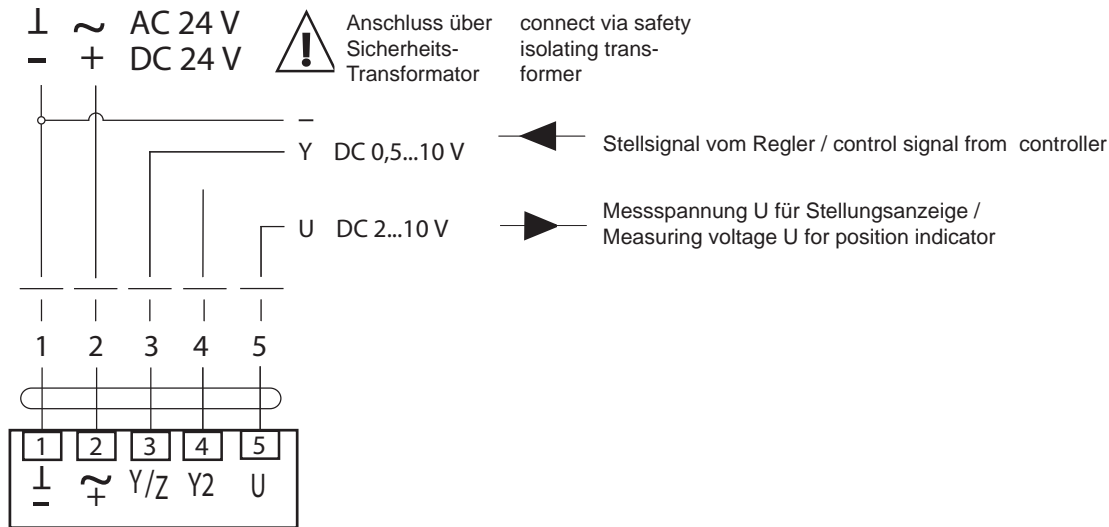 ⊥ ~ AC 24 V
- + DC 24 V
Anschluss über
Sicherheits-
Transformator
connect via safety
isolating trans-
former
–
Y DC 0,5...10 V
Stellsignal vom Regler / control signal from controller
U DC 2...10 V
Messspannung U für Stellungsanzeige /
Measuring voltage U for position indicator
1 2 3 4 5
1 2 3 4 5
⊥ ~ Y/Z Y2 U
- +